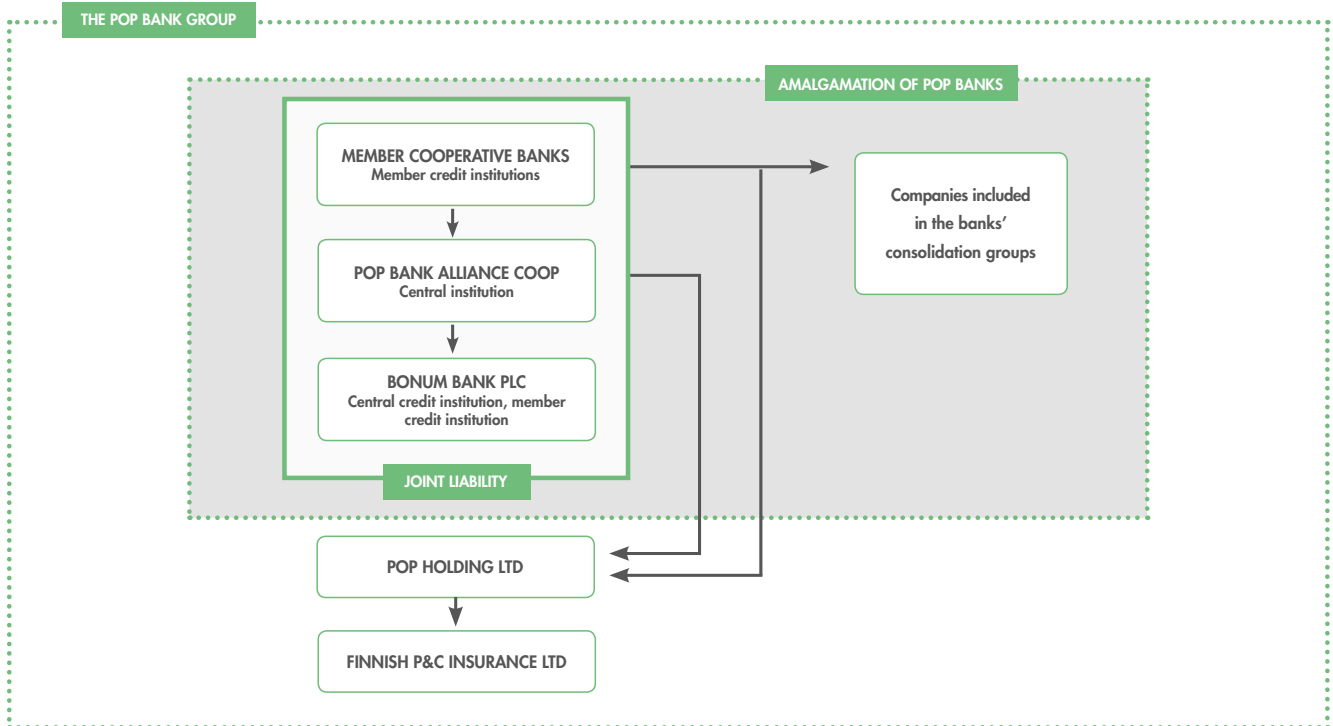 THE POP BANK GROUP
AMALGAMATION OF POP BANKS
MEMBER COOPERATIVE BANKS
Member credit institutions
POP BANK ALLIANCE COOP
Central institution
BONUM BANK PLC
Central credit institution, member
credit institution
JOINT LIABILITY
Companies included
in the banks’
consolidation groups
POP HOLDING LTD
FINNISH P&C INSURANCE LTD